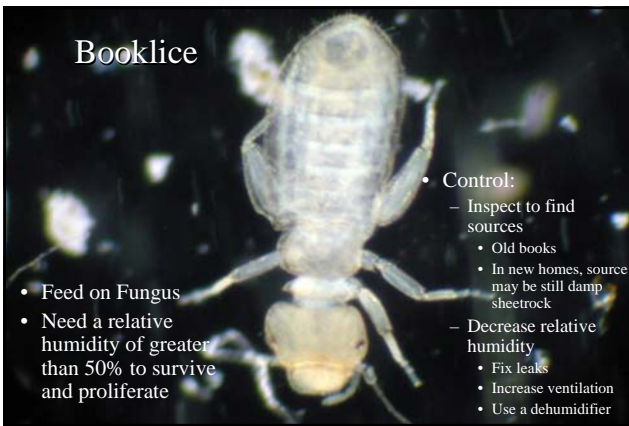 Booklice
• Feed on Fungus
• Need a relative
humidity of greater
than 50% to survive
and proliferate
• Control:
– Inspect to find
sources
• Old books
• In new homes, source
may be still damp
sheetrock
– Decrease relative
humidity
• Fix leaks
• Increase ventilation
• Use a dehumidifier